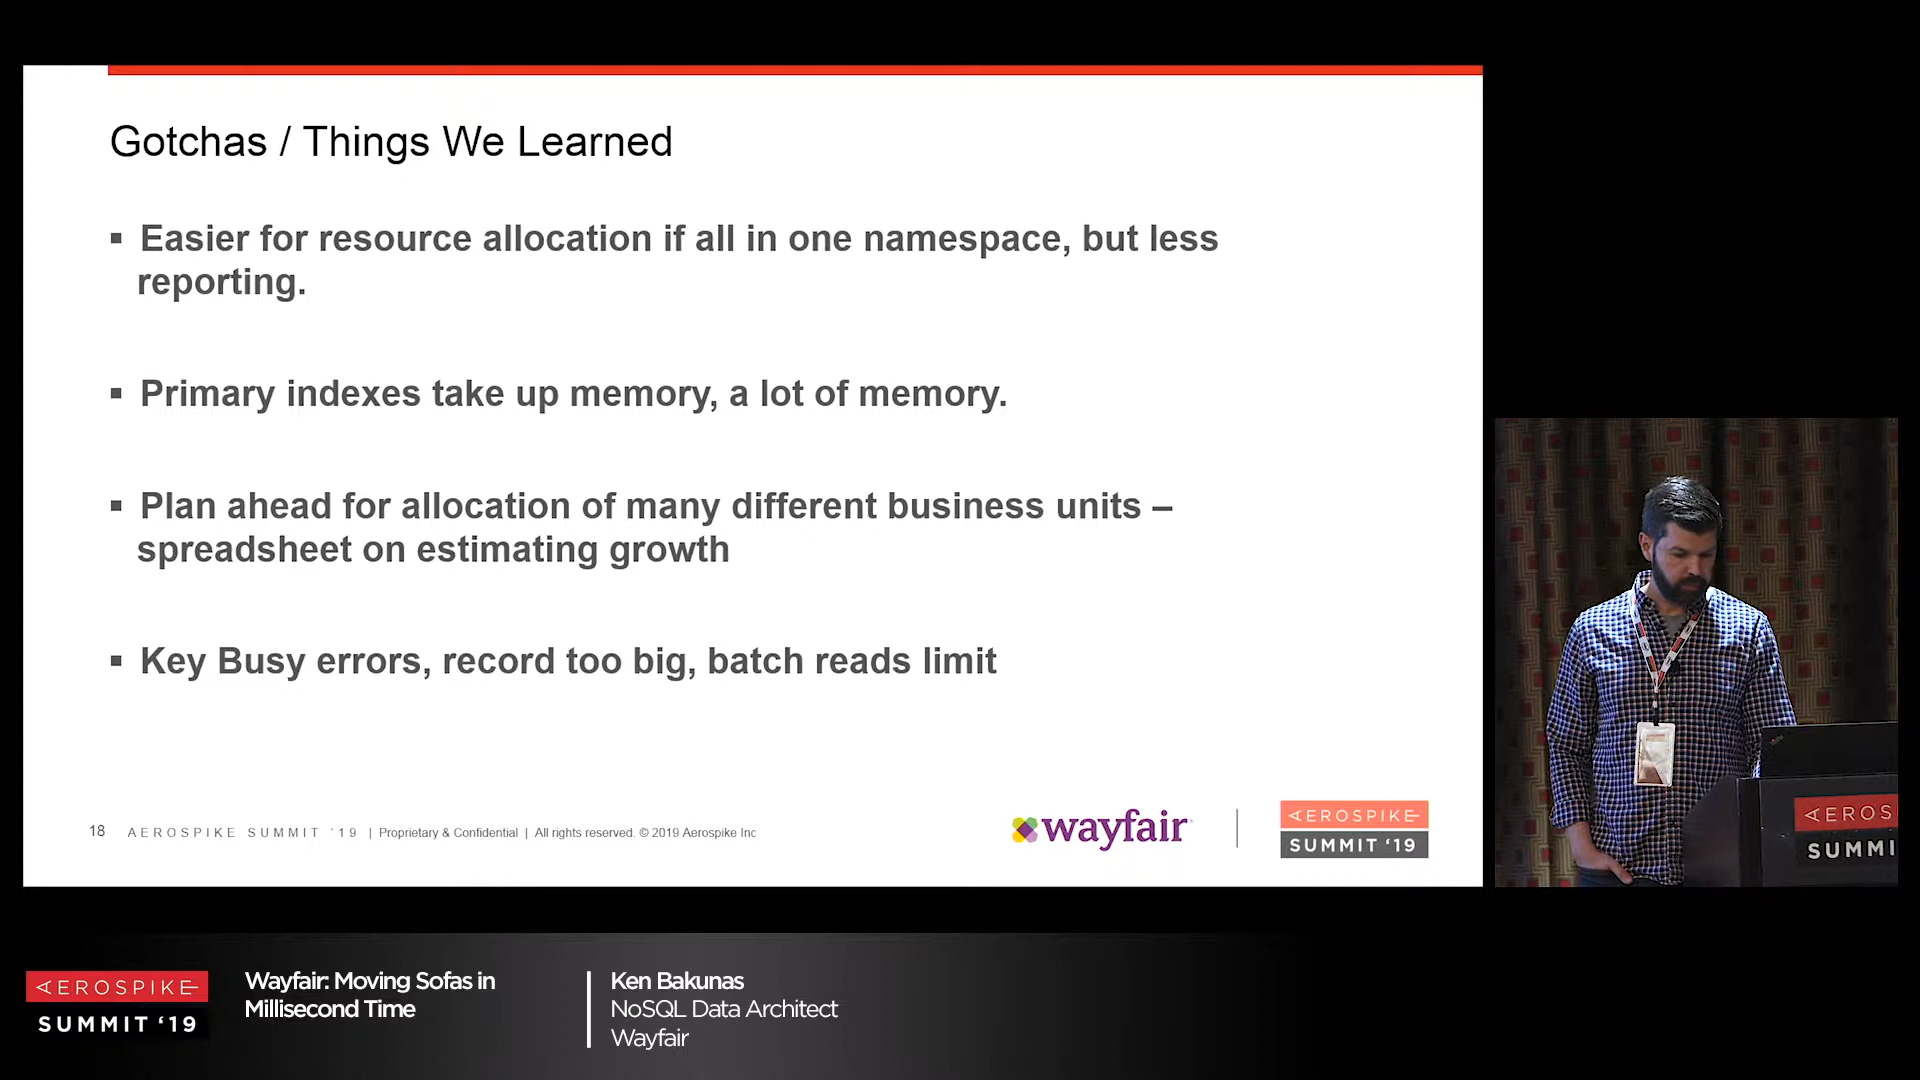 Gotchas / Things We Learned
▪ Easier for resource allocation if all in one namespace, but less
reporting.
▪ Primary indexes take up memory, a lot of memory.
▪ Plan ahead for allocation of many different business units –
spreadsheet on estimating growth
▪ Key Busy errors, record too big, batch reads limit
18 AEROSPIKE SUMMIT '19 | Proprietary & Confidential | All rights reserved. © 2019 Aerospike Inc
wayfair
AEROSPIKE
SUMMIT '19
AEROS
SUMMI
AEROSPIKE
SUMMIT '19
Wayfair: Moving Sofas in
Millisecond Time
Ken Bakunas
NoSQL Data Architect
Wayfair